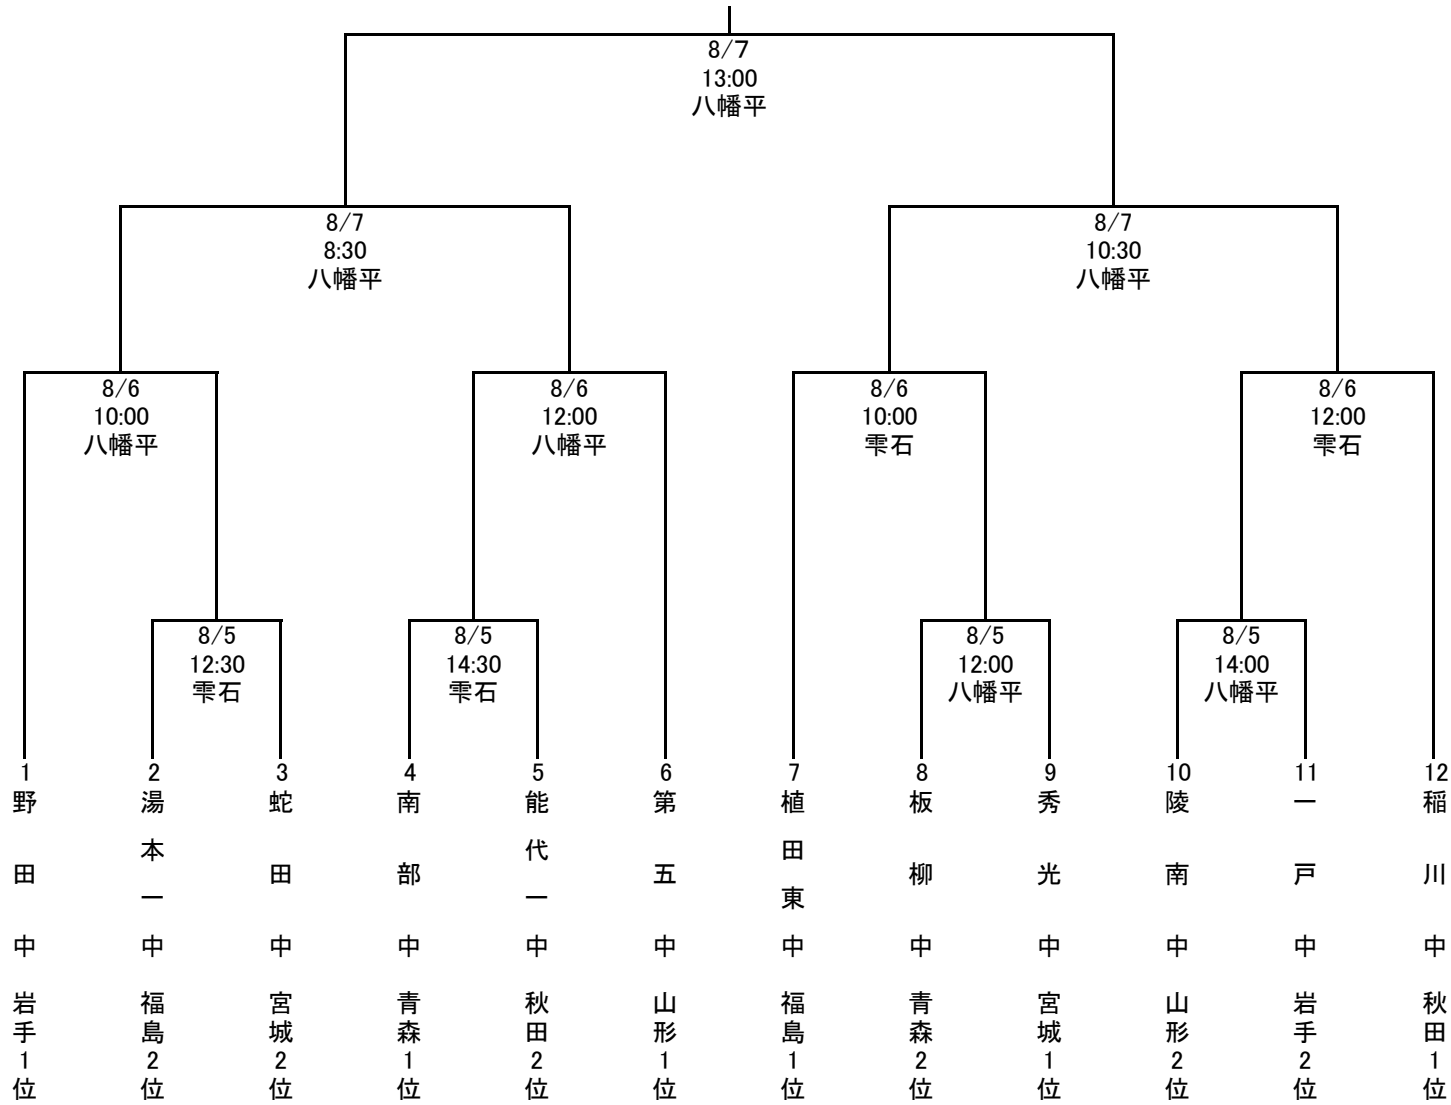 8/7
13:00
八幡平
8/7
8:30
八幡平
8/7
10:30
八幡平
8/6
10:00
八幡平
8/6
12:00
八幡平
8/6
10:00
雫石
8/6
12:00
雫石
8/5
12:30
雫石
8/5
14:30
雫石
8/5
12:00
八幡平
8/5
14:00
八幡平
1
野田中
岩手1位
2
湯本一中
福島2位
3
蛇田中
宮城2位
4
南部中
青森1位
5
能代一中
秋田2位
6
第五中
山形1位
7
植田東中
福島1位
8
板柳中
青森2位
9
秀光中
宮城1位
10
陵南中
山形2位
11
一戸中
岩手2位
12
稲川中
秋田1位